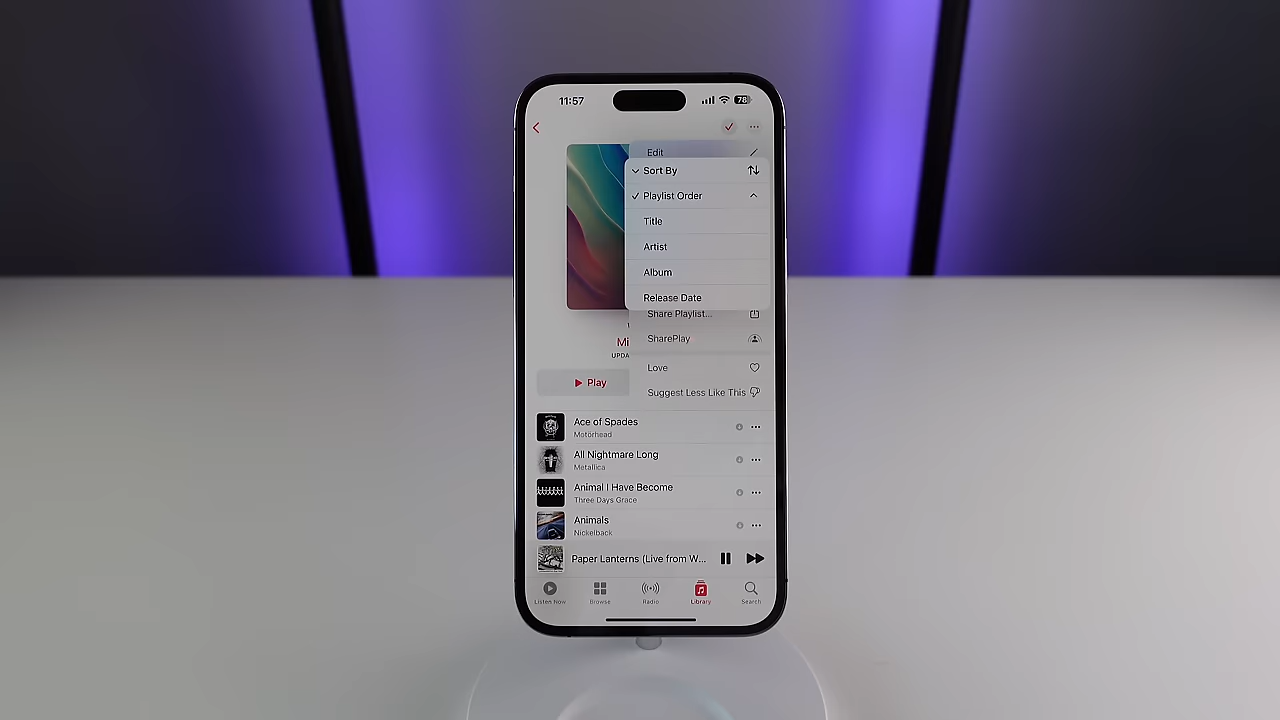 11:57
78
Edit
Sort By
Playlist Order
Title
Artist
Album
Release Date
Share Playlist...
SharePlay
Mi
UPDA
Love
Play
Suggest Less Like This
Ace of Spades
Motörhead
All Nightmare Long
Metallica
Animal I Have Become
Three Days Grace
Animals
Nickelback
Paper Lanterns (Live from W...
Listen Now
Browse
Radio
Library
Search